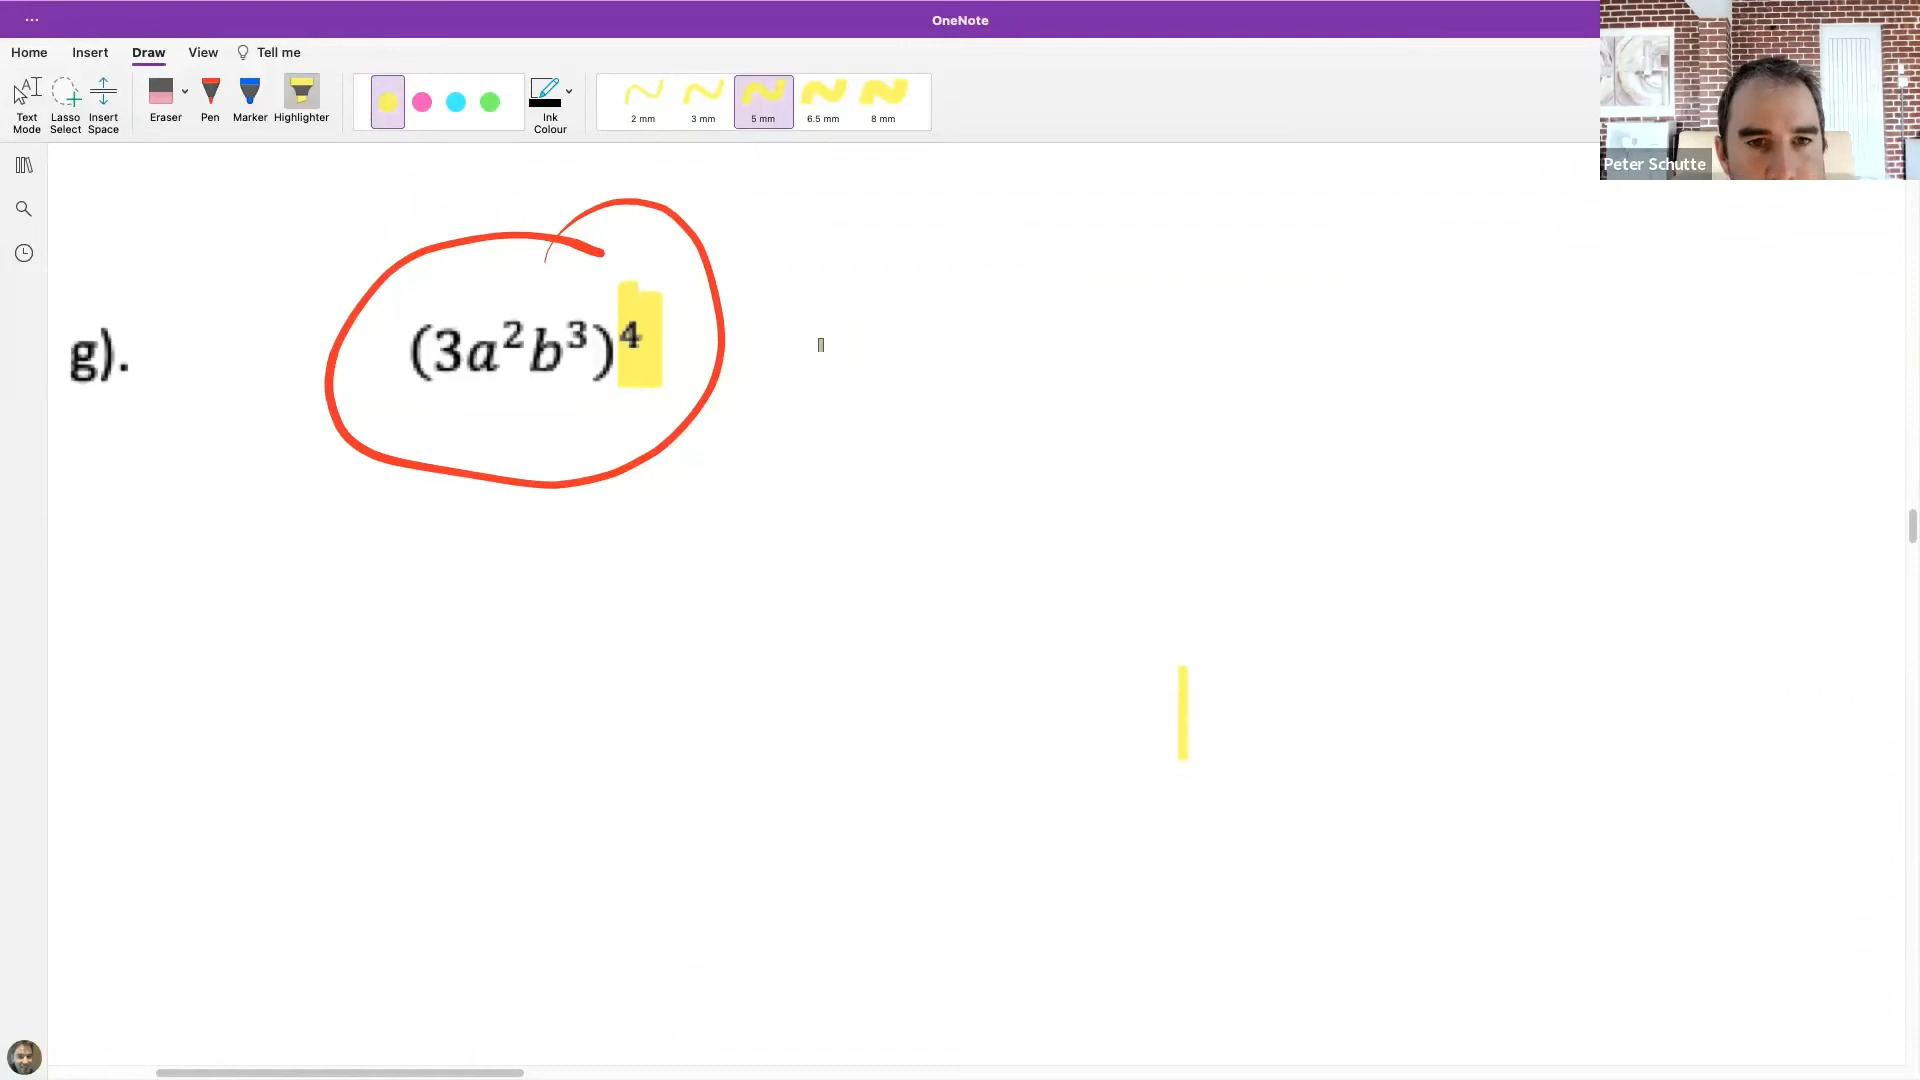 OneNote
Home Insert Draw View Tell me
Text Mode Lasso Select Insert Space Eraser Pen Marker Highlighter Ink Colour 2 mm 3 mm 5 mm 6.5 mm 8 mm
Peter Schutte
g). (3a²b³)⁴